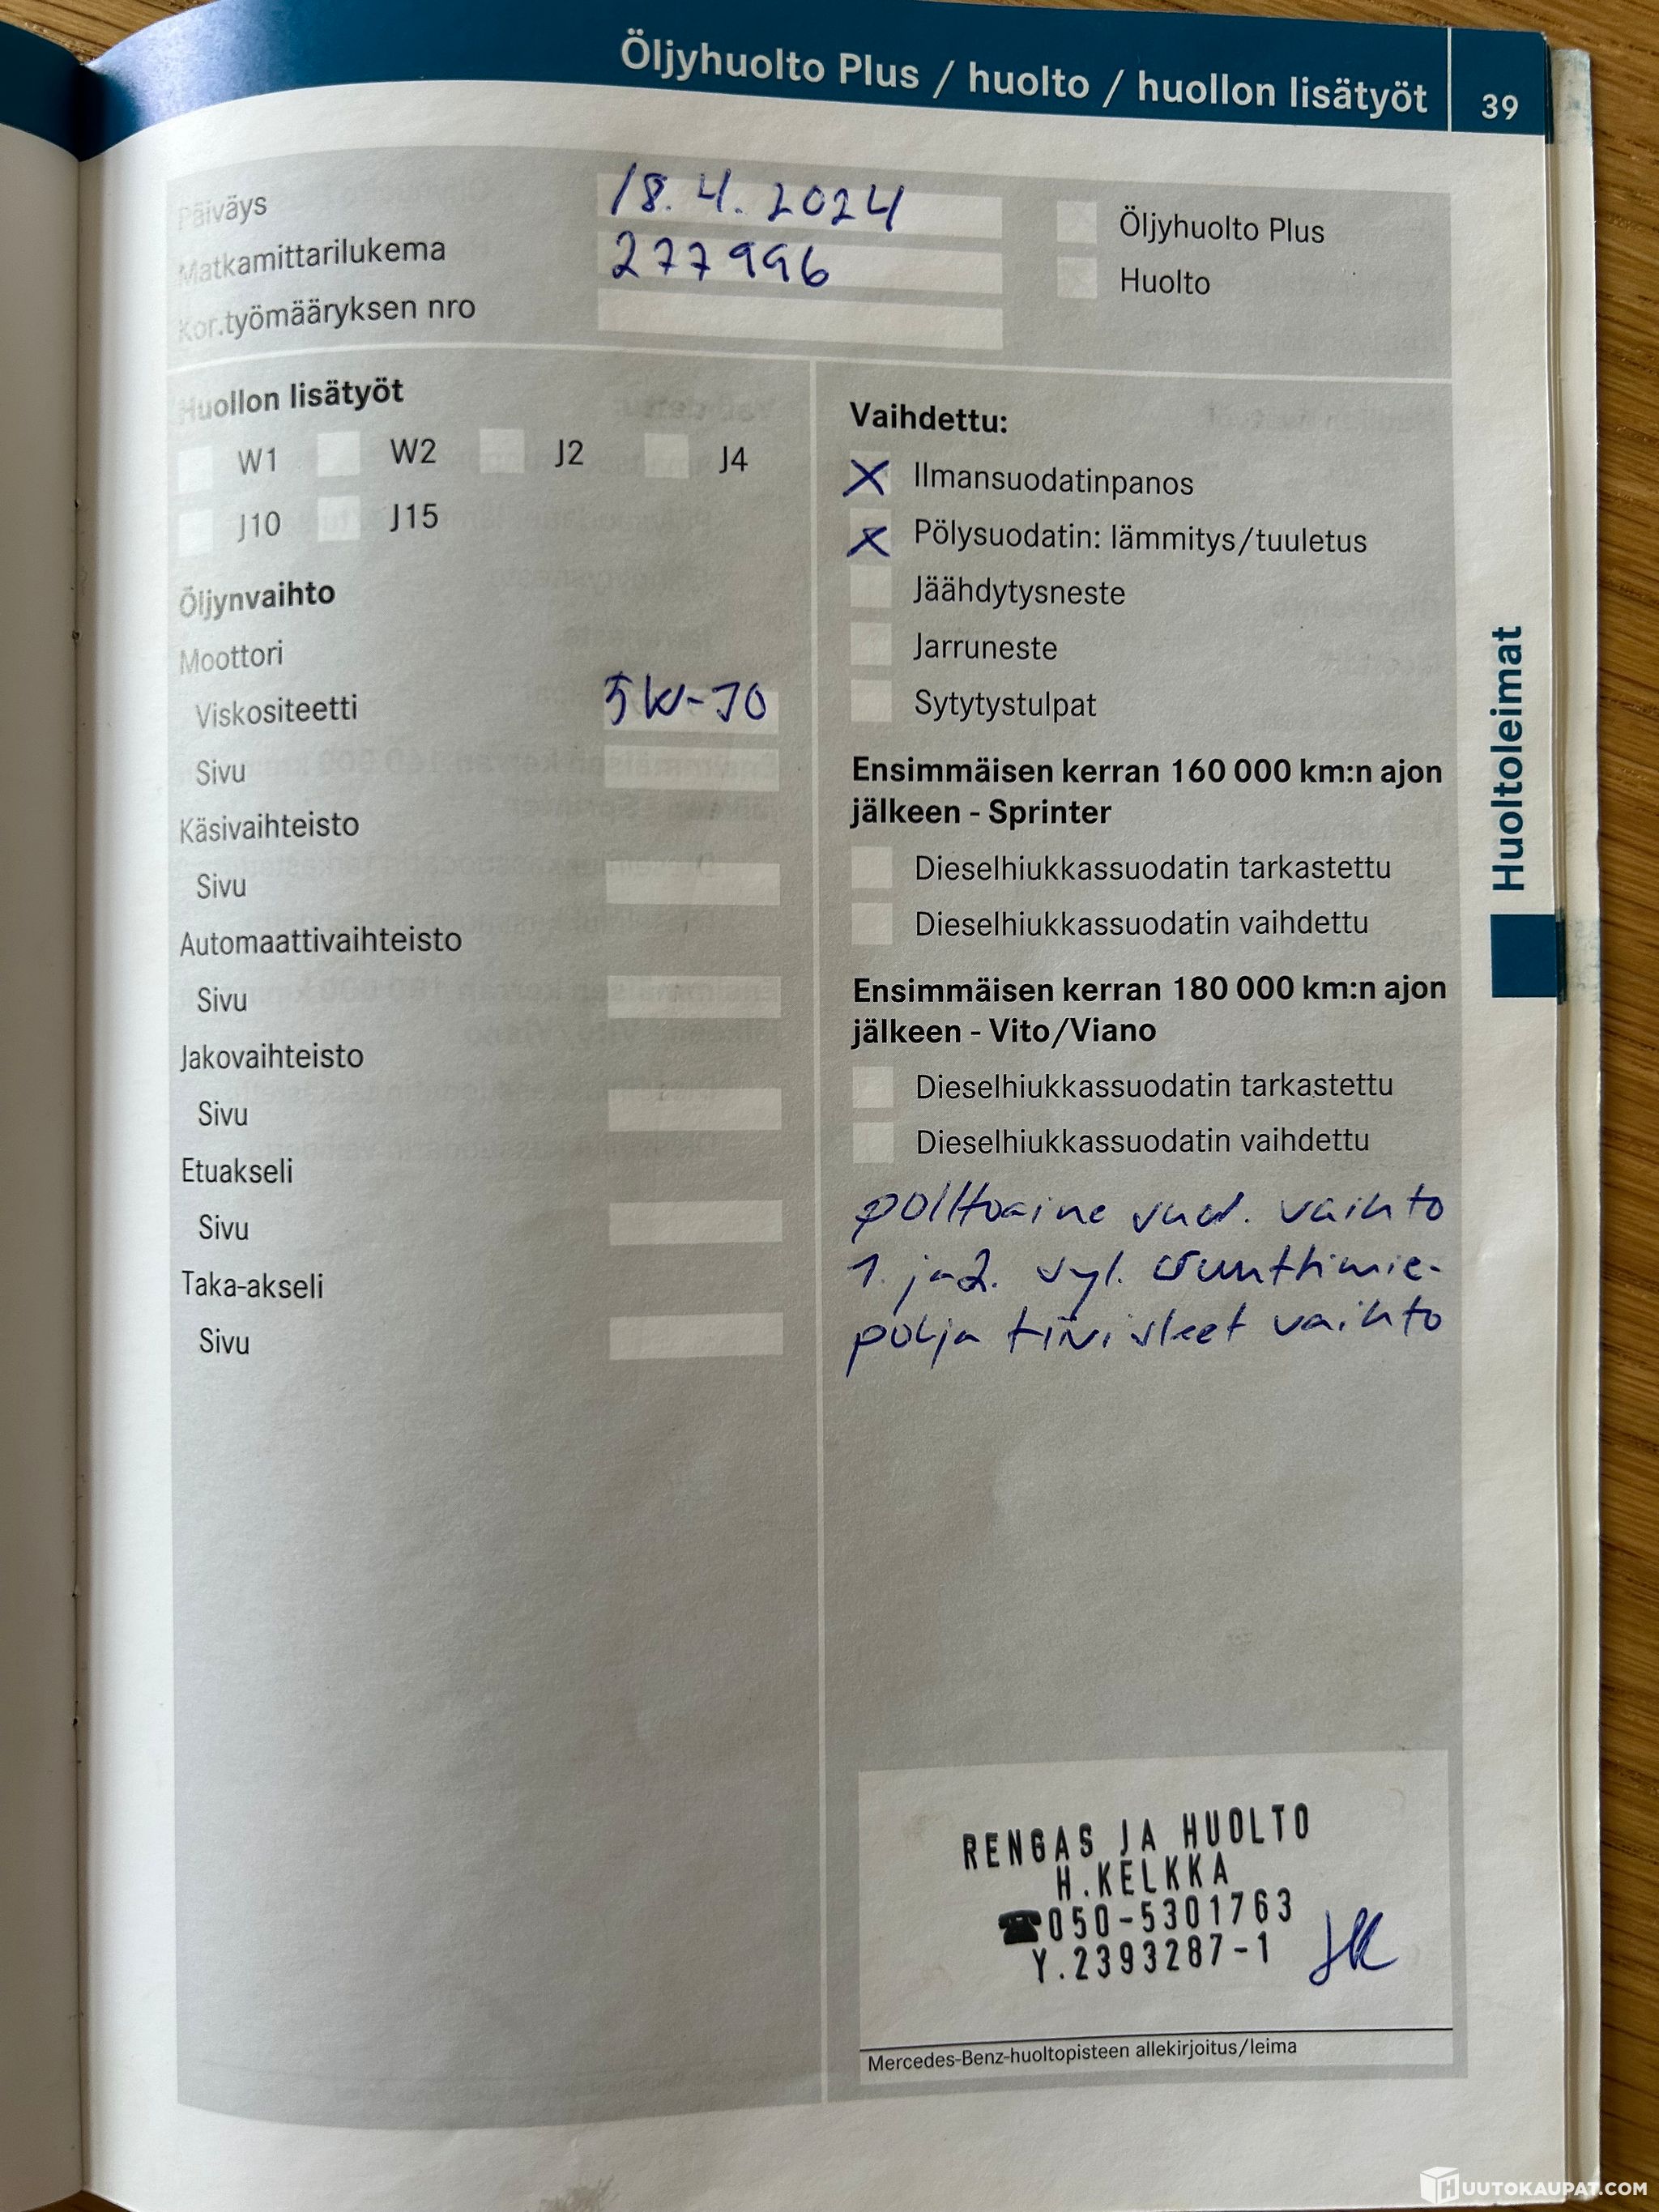 Öljyhuolto Plus / huolto / huollon lisätyöt 39
Päiväys 18.4.2024
Matkamittarilukema 277996
Kor.työmääryksen nro
Öljyhuolto Plus
Huolto
Huollon lisätyöt
W1 W2 J2 J4
J10 J15
Öljynvaihto
Moottori
Viskositeetti 5W-30
Sivu
Käsivaihteisto
Sivu
Automaattivaihteisto
Sivu
Jakovaihteisto
Sivu
Etuakseli
Sivu
Taka-akseli
Sivu
Vaihdettu:
X Ilmansuodatinpanos
X Pölysuodatin: lämmitys/tuuletus
Jäähdytysneste
Jarruneste
Sytytystulpat
Ensimmäisen kerran 160 000 km:n ajon
jälkeen - Sprinter
Dieselhiukkassuodatin tarkastettu
Dieselhiukkassuodatin vaihdettu
Ensimmäisen kerran 180 000 km:n ajon
jälkeen - Vito/Viano
Dieselhiukkassuodatin tarkastettu
Dieselhiukkassuodatin vaihdettu
polttoaine suod. vaihto
1. ja 2. syl. suuttimie-
pohja tiivisteet vaihto
Huoltoleimat
RENGAS JA HUOLTO
H.KELKKA
☎050-5301763
Y.2393287-1
Mercedes-Benz-huoltopisteen allekirjoitus/leima
HUUTOKAUPAT.COM